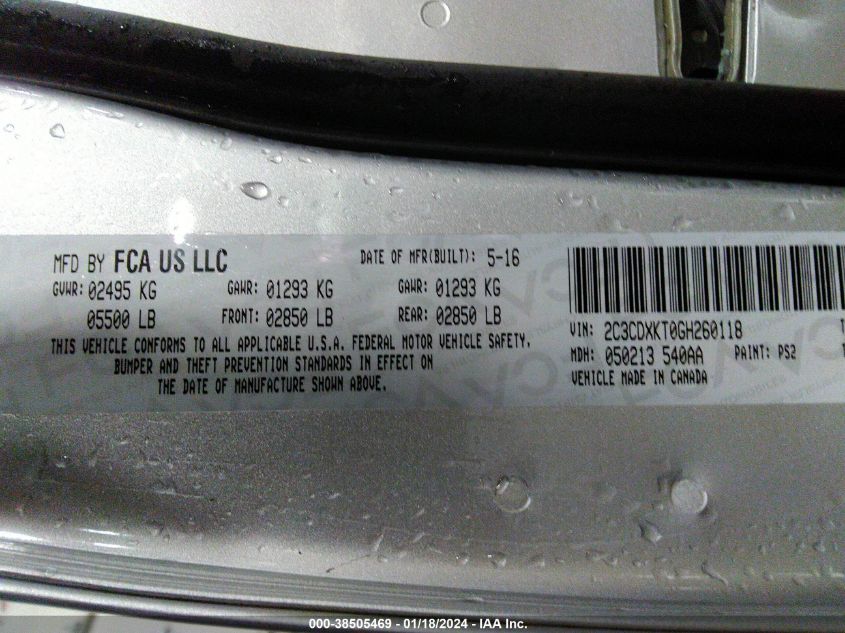 MFD BY FCA US LLC
DATE OF MFR(BUILT): 5-16
GVWR: 02495 KG GAWR: 01293 KG GAWR: 01293 KG
05500 LB FRONT: 02850 LB REAR: 02850 LB
THIS VEHICLE CONFORMS TO ALL APPLICABLE U.S.A. FEDERAL MOTOR VEHICLE SAFETY,
BUMPER AND THEFT PREVENTION STANDARDS IN EFFECT ON
THE DATE OF MANUFACTURE SHOWN ABOVE.
VIN: 2C3CDXKT0GH260118
MDH: 050213 540AA PAINT: PS2
VEHICLE MADE IN CANADA
000-38505469 - 01/18/2024 - IAA Inc.